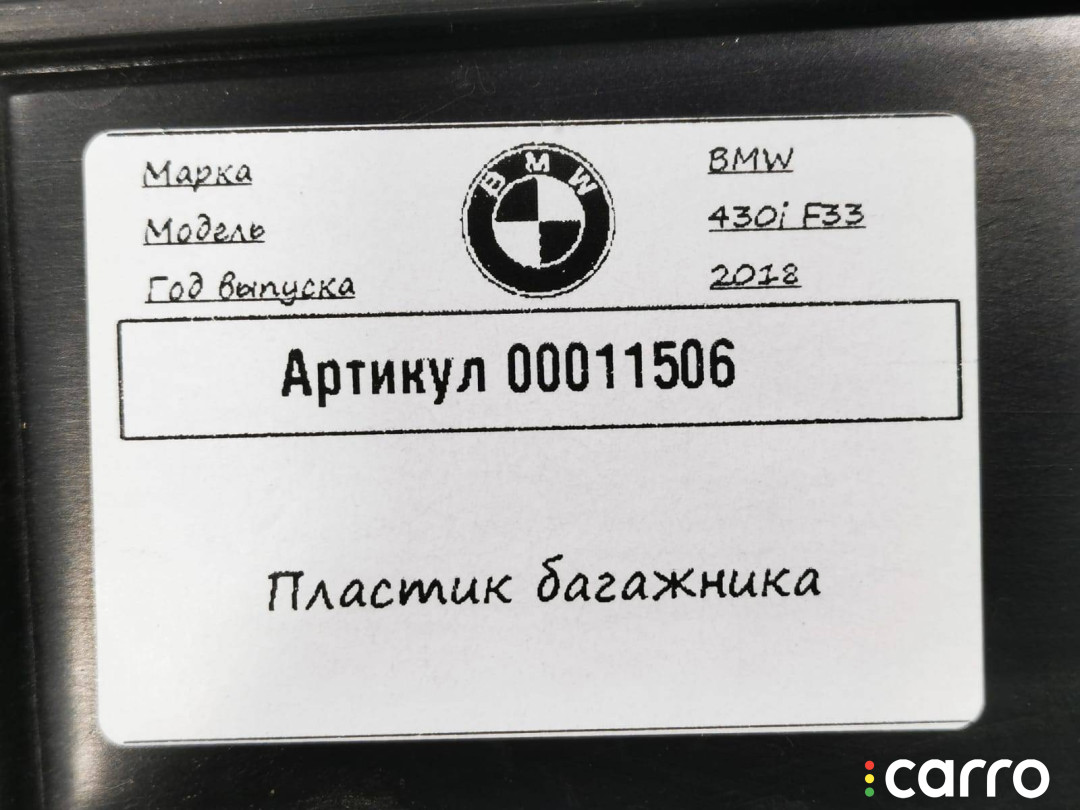 Марка BMW BMW
Модель 430i F33
Год выпуска 2018
Артикул 00011506
Пластик багажника
carro